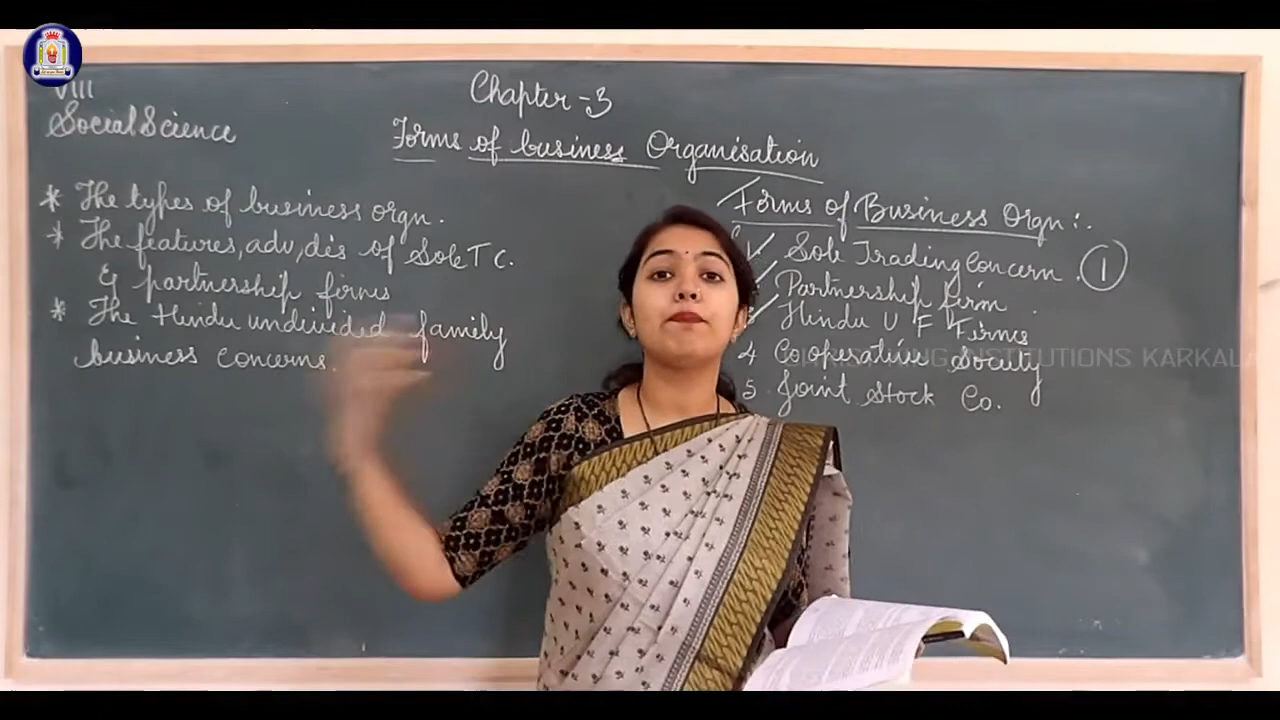 VIII
Social Science
Chapter - 3
Forms of business Organisation
* The types of business orgn.
* The features, adv, dis of Sole T C.
& partnership firms
* The Hindu undivided family
business concerns.
Forms of Business Orgn :.
Sole Trading Concern . 1
Partnership firm .
Hindu U F Firms
4 Cooperative Society
5 Joint Stock Co.
INSTITUTIONS KARKALA